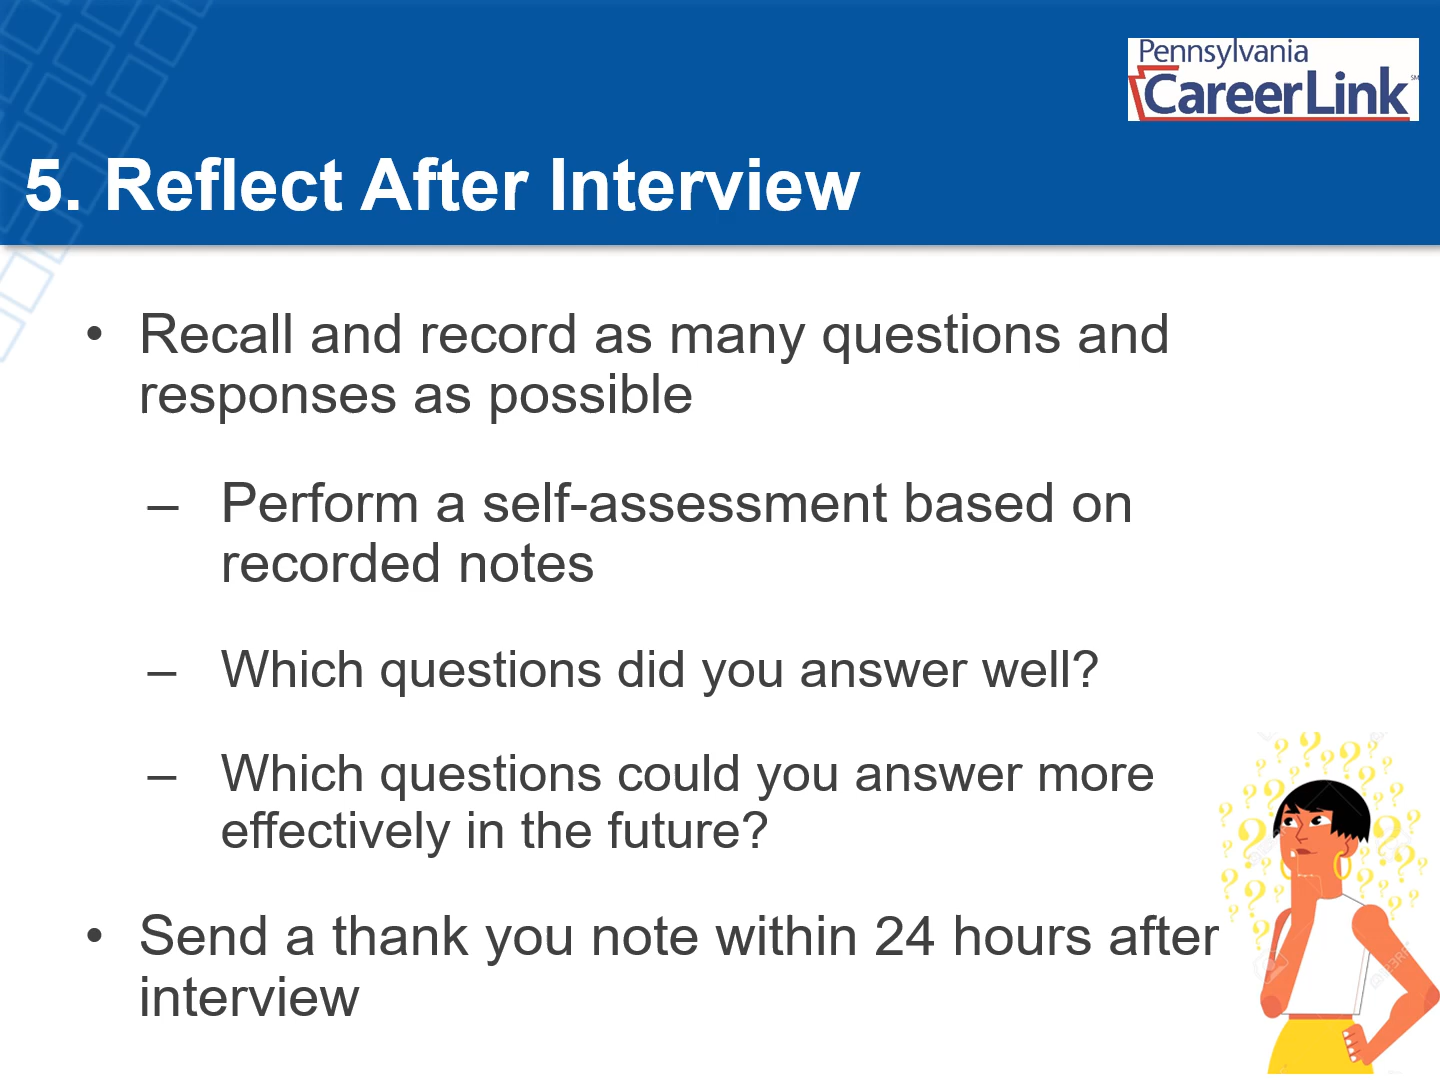 Pennsylvania
CareerLink
SM
5. Reflect After Interview
• Recall and record as many questions and
responses as possible
– Perform a self-assessment based on
recorded notes
– Which questions did you answer well?
– Which questions could you answer more
effectively in the future?
• Send a thank you note within 24 hours after
interview